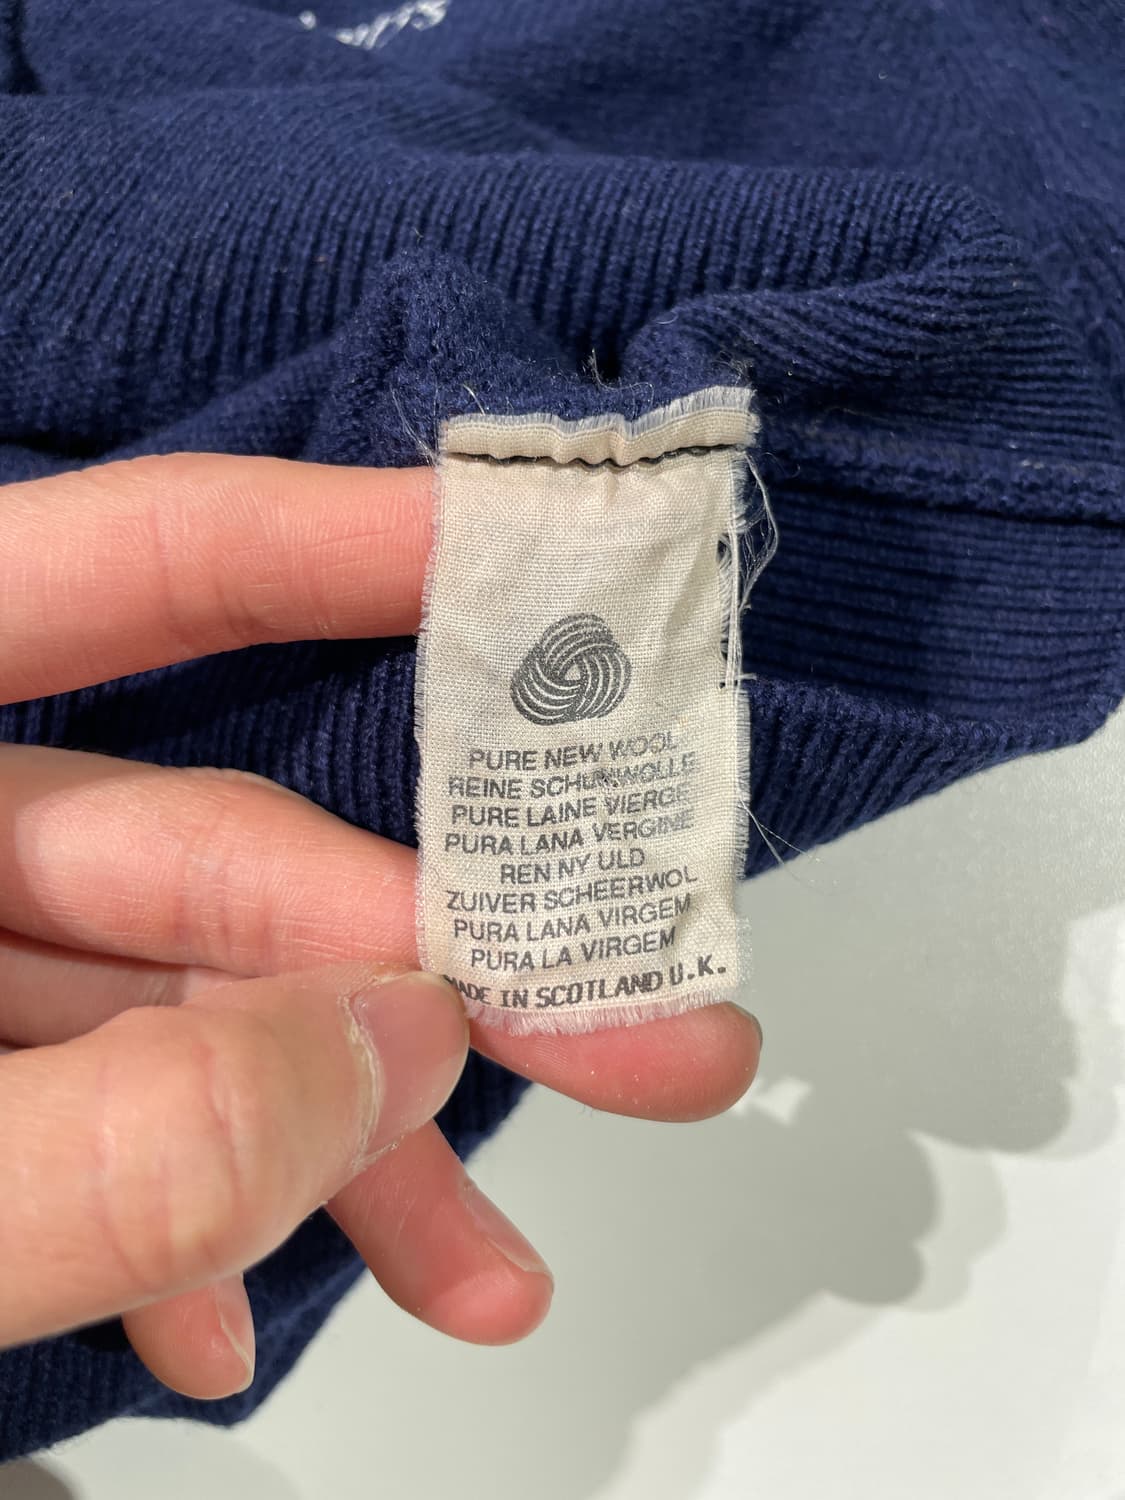 PURE NEW WOOL
REINE SCHURWOLLE
PURE LAINE VIERGE
PURA LANA VERGINE
REN NY ULD
ZUIVER SCHEERWOL
PURA LANA VIRGEM
PURA LA VIRGEM
MADE IN SCOTLAND U.K.